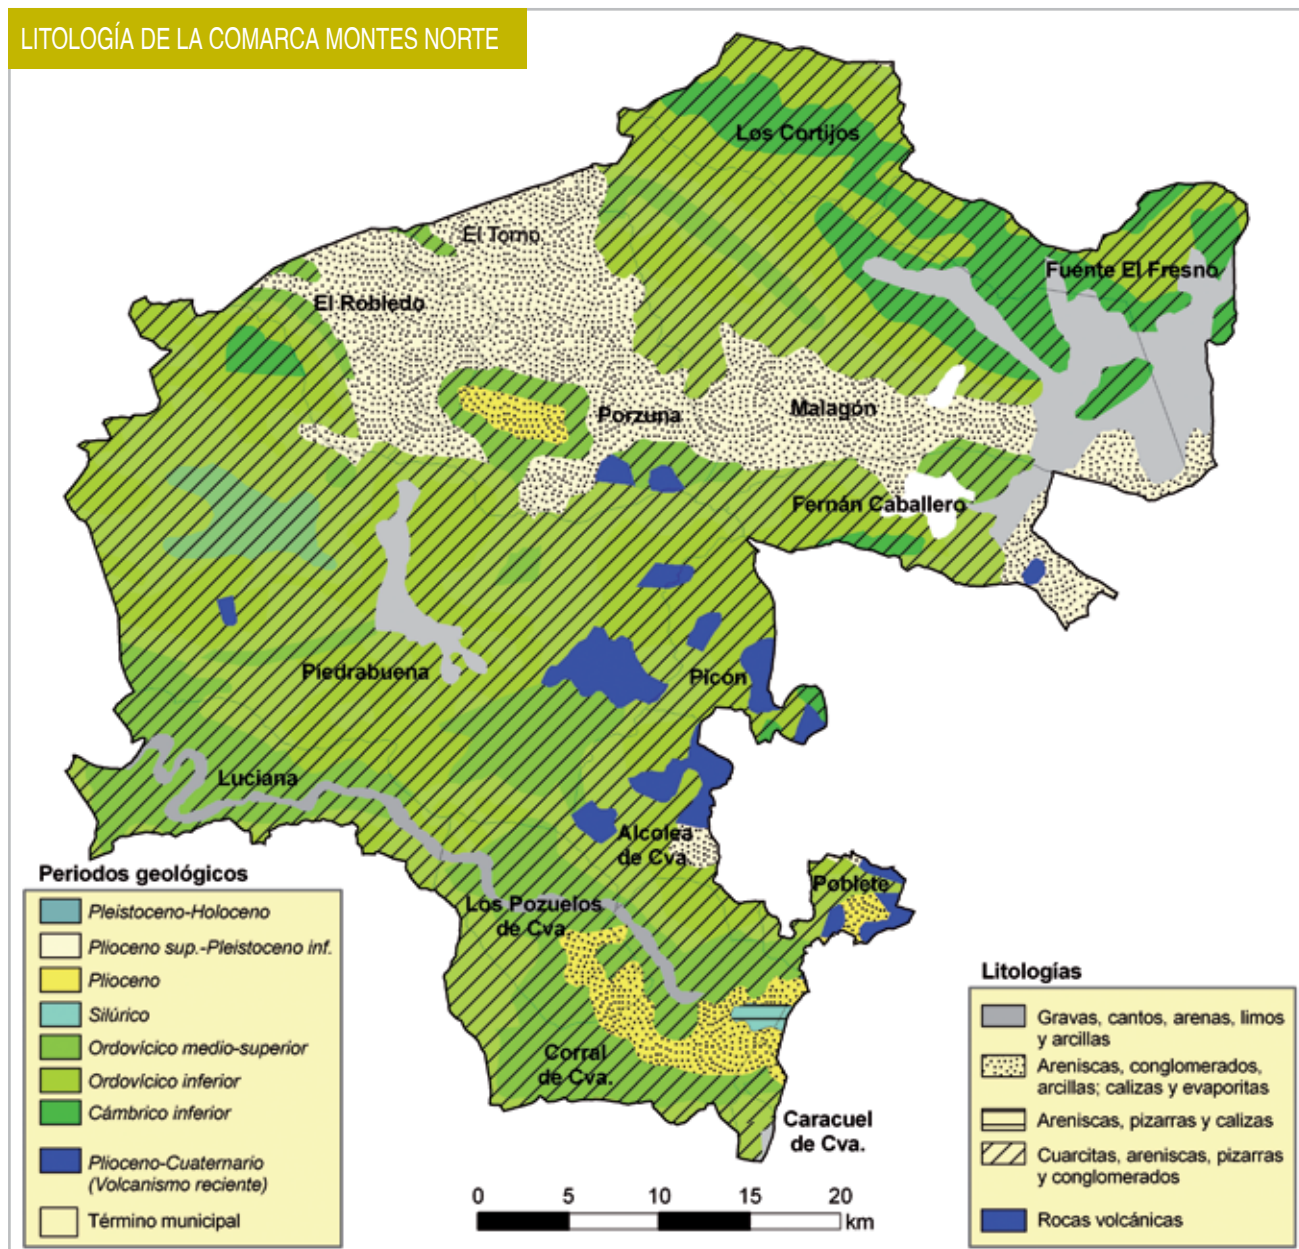 LITOLOGÍA DE LA COMARCA MONTES NORTE
Los Cortijos
El Torno
Fuente El Fresno
El Robledo
Porzuna
Malagón
Fernán Caballero
Piedrabuena
Picón
Luciana
Alcolea
de Cva.
Poblete
Los Pozuelos
de Cva.
Corral
de Cva.
Caracuel
de Cva.
Periodos geológicos
Pleistoceno-Holoceno
Plioceno sup.-Pleistoceno inf.
Plioceno
Silúrico
Ordovícico medio-superior
Ordovícico inferior
Cámbrico inferior
Plioceno-Cuaternario
(Volcanismo reciente)
Término municipal
0 5 10 15 20
km
Litologías
Gravas, cantos, arenas, limos
y arcillas
Areniscas, conglomerados,
arcillas; calizas y evaporitas
Areniscas, pizarras y calizas
Cuarcitas, areniscas, pizarras
y conglomerados
Rocas volcánicas